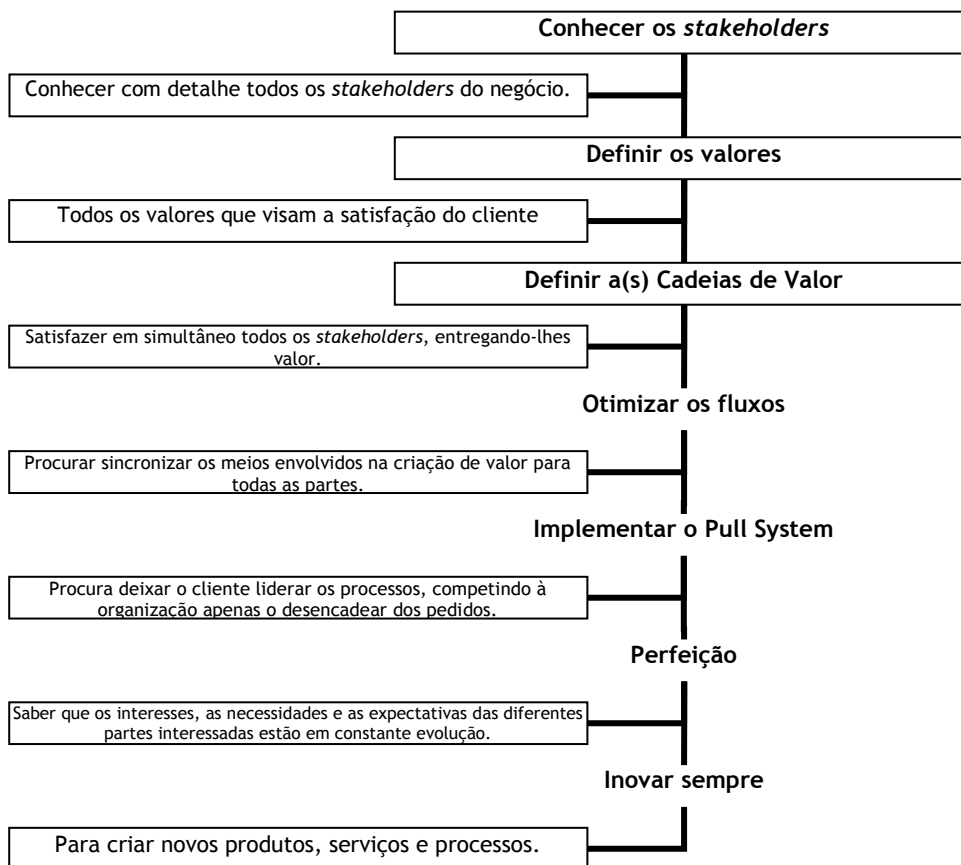 Conhecer os stakeholders
Conhecer com detalhe todos os stakeholders do negócio.
Definir os valores
Todos os valores que visam a satisfação do cliente
Definir a(s) Cadeias de Valor
Satisfazer em simultâneo todos os stakeholders, entregando-lhes
valor.
Otimizar os fluxos
Procurar sincronizar os meios envolvidos na criação de valor para
todas as partes.
Implementar o Pull System
Procura deixar o cliente liderar os processos, competindo à
organização apenas o desencadear dos pedidos.
Perfeição
Saber que os interesses, as necessidades e as expectativas das diferentes
partes interessadas estão em constante evolução.
Inovar sempre
Para criar novos produtos, serviços e processos.